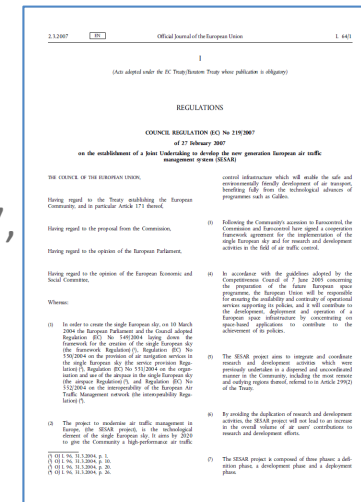 2.3.2007
EN
Official Journal of the European Union
L 64/1
I
(Acts adopted under the EC Treaty/Euratom Treaty whose publication is obligatory)
REGULATIONS
COUNCIL REGULATION (EC) No 219/2007
of 27 February 2007
on the establishment of a Joint Undertaking to develop the new generation European air traffic
management system (SESAR)
THE COUNCIL OF THE EUROPEAN UNION,
Having regard to the Treaty establishing the European
Community, and in particular Article 171 thereof,
Having regard to the proposal from the Commission,
Having regard to the opinion of the European Parliament,
Having regard to the opinion of the European Economic and
Social Committee,
Whereas:
(1) In order to create the single European sky, on 10 March
2004 the European Parliament and the Council adopted
Regulation (EC) No 549/2004 laying down the
framework for the creation of the single European sky
(the framework Regulation) (1), Regulation (EC) No
550/2004 on the provision of air navigation services in
the single European sky (the service provision
Regulation) (2), Regulation (EC) No 551/2004 on the organi-
sation and use of the airspace in the single European sky
(the airspace Regulation) (3), and Regulation (EC) No
552/2004 on the interoperability of the European Air
Traffic Management network (the interoperability Regu-
lation) (4).
(2) The project to modernise air traffic management in
Europe, (the SESAR project), is the technological
element of the single European sky. It aims by 2020
to give the Community a high-performance air traffic
(1) OJ L 96, 31.3.2004, p. 1.
(2) OJ L 96, 31.3.2004, p. 10.
(3) OJ L 96, 31.3.2004, p. 20.
(4) OJ L 96, 31.3.2004, p. 26.
control infrastructure which will enable the safe and
environmentally friendly development of air transport,
benefiting fully from the technological advances of
programmes such as Galileo.
(3) Following the Community's accession to Eurocontrol, the
Commission and Eurocontrol have signed a cooperation
framework agreement for the implementation of the
single European sky and for research and development
activities in the field of air traffic control.
(4) In accordance with the guidelines adopted by the
Competitiveness Council of 7 June 2005 concerning
the preparation of the future European space
programme, the European Union will be responsible
for ensuring the availability and continuity of operational
services supporting its policies, and it will contribute to
the development, deployment and operation of a
European space infrastructure by concentrating on
space-based applications to contribute to the
achievement of its policies.
(5) The SESAR project aims to integrate and coordinate
research and development activities which were
previously undertaken in a dispersed and uncoordinated
manner in the Community, including the most remote
and outlying regions thereof, referred to in Article 299(2)
of the Treaty.
(6) By avoiding the duplication of research and development
activities, the SESAR project will not lead to an increase
in the overall volume of air users' contributions to
research and development efforts.
(7) The SESAR project is composed of three phases: a defi-
nition phase, a development phase and a deployment
phase.